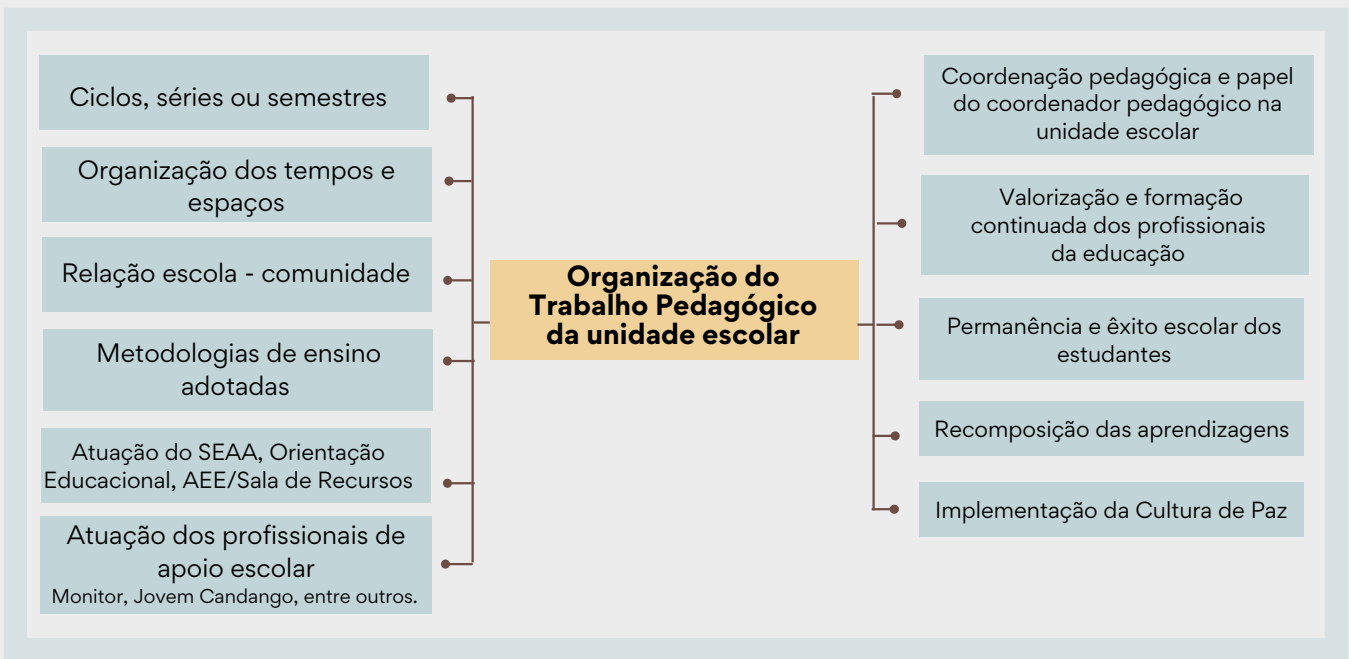 Ciclos, séries ou semestres
Organização dos tempos e
espaços
Relação escola - comunidade
Metodologias de ensino
adotadas
Atuação do SEAA, Orientação
Educacional, AEE/Sala de Recursos
Atuação dos profissionais de
apoio escolar
Monitor, Jovem Candango, entre outros.
Organização do
Trabalho Pedagógico
da unidade escolar
Coordenação pedagógica e papel
do coordenador pedagógico na
unidade escolar
Valorização e formação
continuada dos profissionais
da educação
Permanência e êxito escolar dos
estudantes
Recomposição das aprendizagens
Implementação da Cultura de Paz